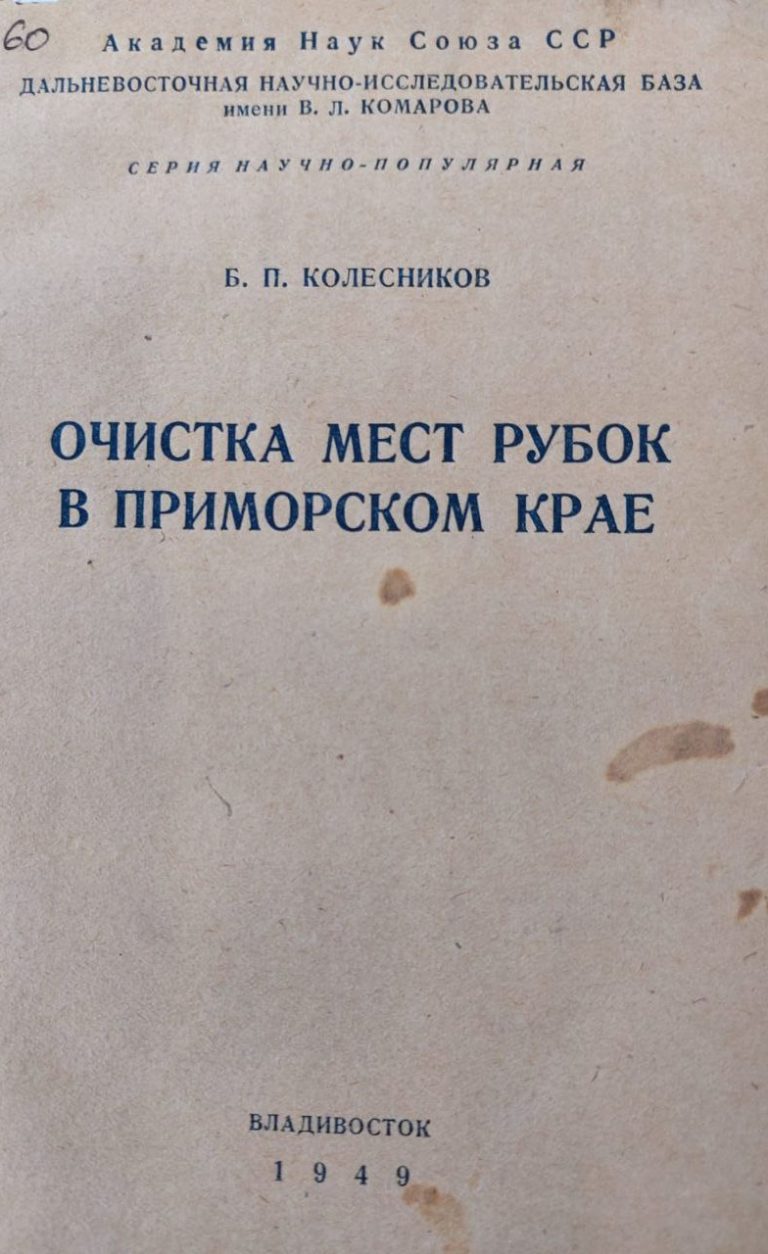 60
Академия Наук Союза ССР
ДАЛЬНЕВОСТОЧНАЯ НАУЧНО-ИССЛЕДОВАТЕЛЬСКАЯ БАЗА
имени В. Л. КОМАРОВА
СЕРИЯ НАУЧНО-ПОПУЛЯРНАЯ
Б. П. КОЛЕСНИКОВ
ОЧИСТКА МЕСТ РУБОК
В ПРИМОРСКОМ КРАЕ
ВЛАДИВОСТОК
1949